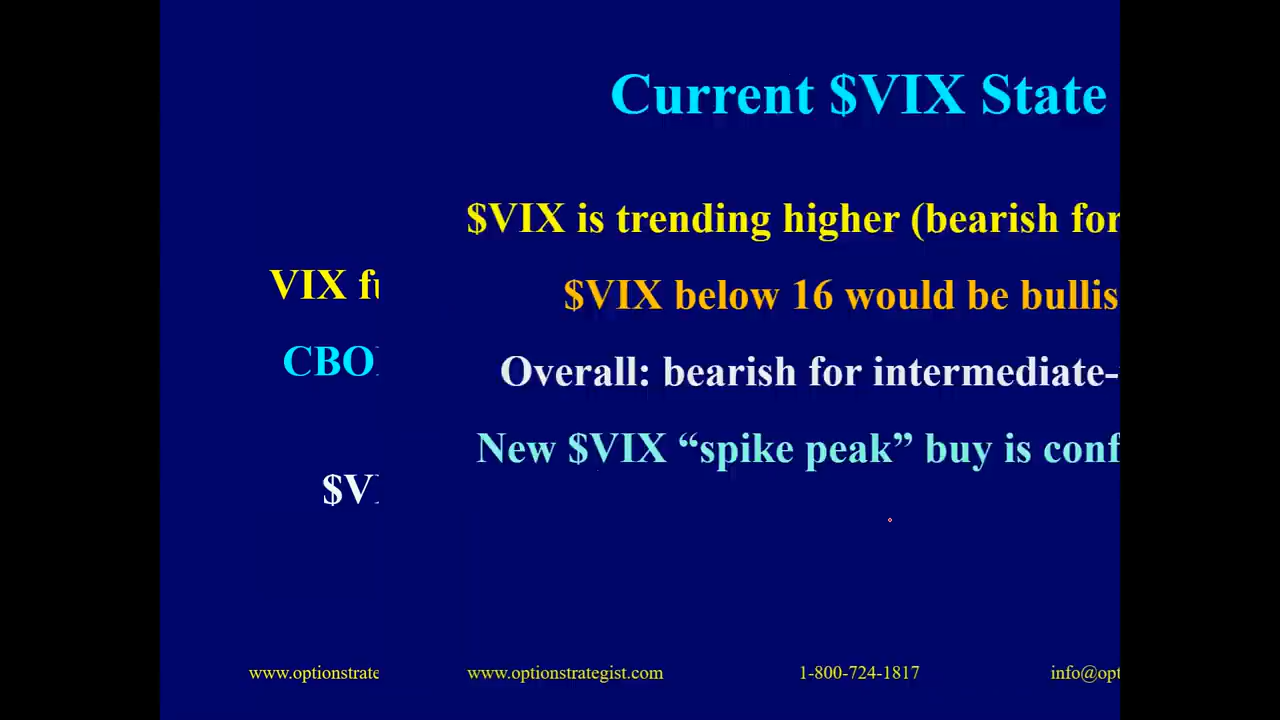 Current $VIX State
$VIX is trending higher (bearish for
VIX
$VIX below 16 would be bullis
CBO
Overall: bearish for intermediate-
New $VIX “spike peak” buy is conf
$V
www.optionstrate
www.optionstrategist.com 1-800-724-1817 info@opt